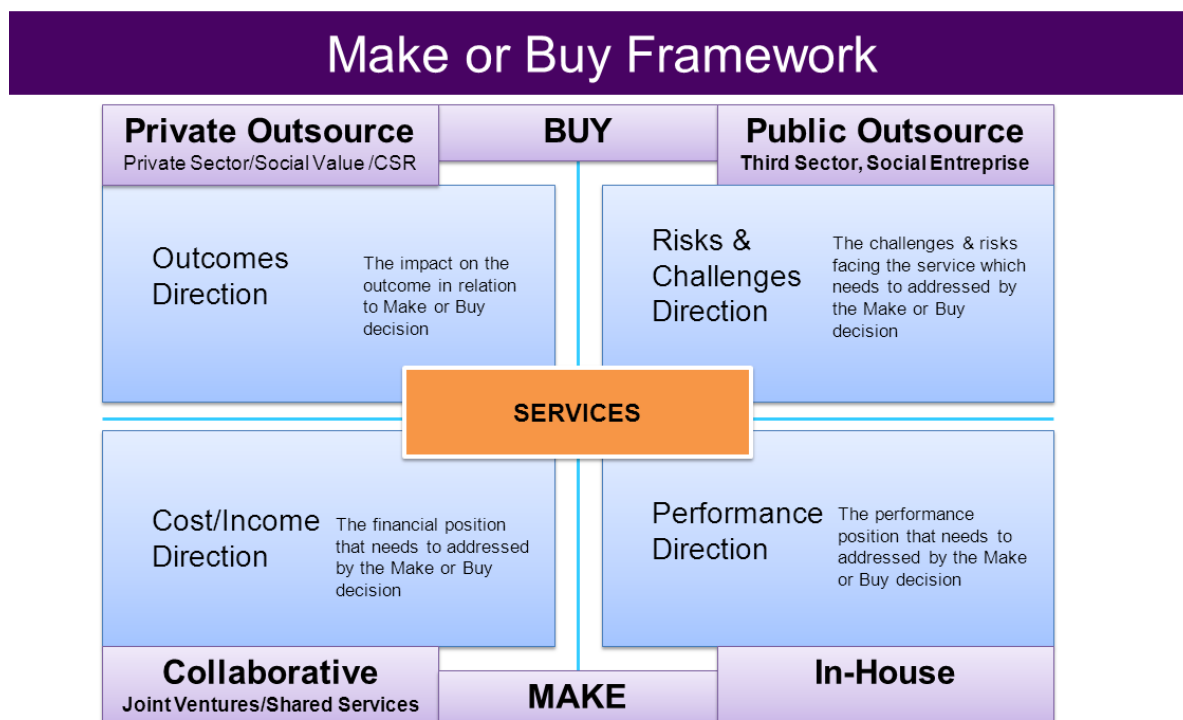 Make or Buy Framework
Private Outsource
Private Sector/Social Value /CSR
BUY
Public Outsource
Third Sector, Social Entreprise
Outcomes
Direction
The impact on the
outcome in relation
to Make or Buy
decision
Risks &
Challenges
Direction
The challenges & risks
facing the service which
needs to addressed by
the Make or Buy
decision
SERVICES
Cost/Income
Direction
The financial position
that needs to addressed
by the Make or Buy
decision
Performance
Direction
The performance
position that needs to
addressed by the Make
or Buy decision
Collaborative
Joint Ventures/Shared Services
MAKE
In-House